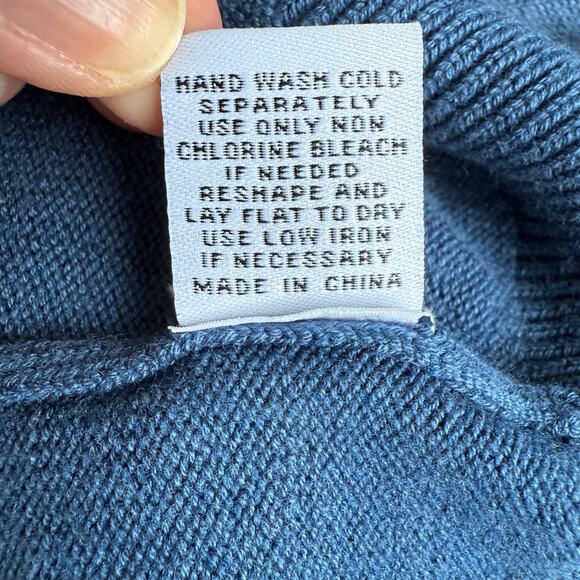 HAND WASH COLD
SEPARATELY
USE ONLY NON
CHLORINE BLEACH
IF NEEDED
RESHAPE AND
LAY FLAT TO DRY
USE LOW IRON
IF NECESSARY
MADE IN CHINA